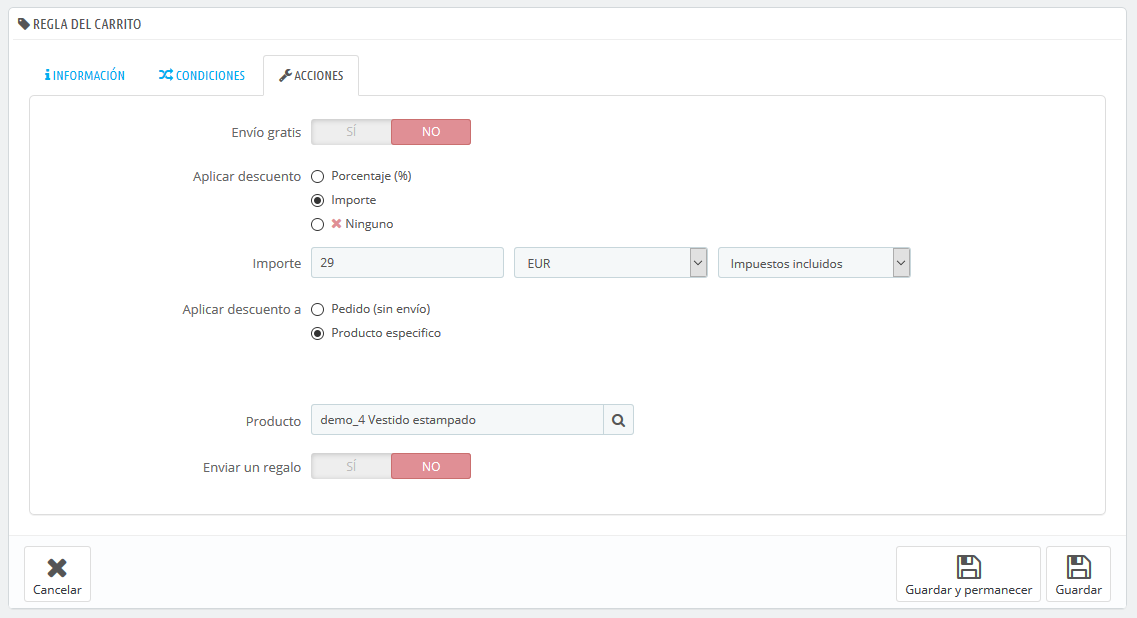 REGLA DEL CARRITO
INFORMACIÓN CONDICIONES ACCIONES
Envío gratis SÍ NO
Aplicar descuento Porcentaje (%)
Importe
Ninguno
Importe 29 EUR Impuestos incluidos
Aplicar descuento a Pedido (sin envío)
Producto especifico
Producto demo_4 Vestido estampado
Enviar un regalo SÍ NO
Cancelar Guardar y permanecer Guardar